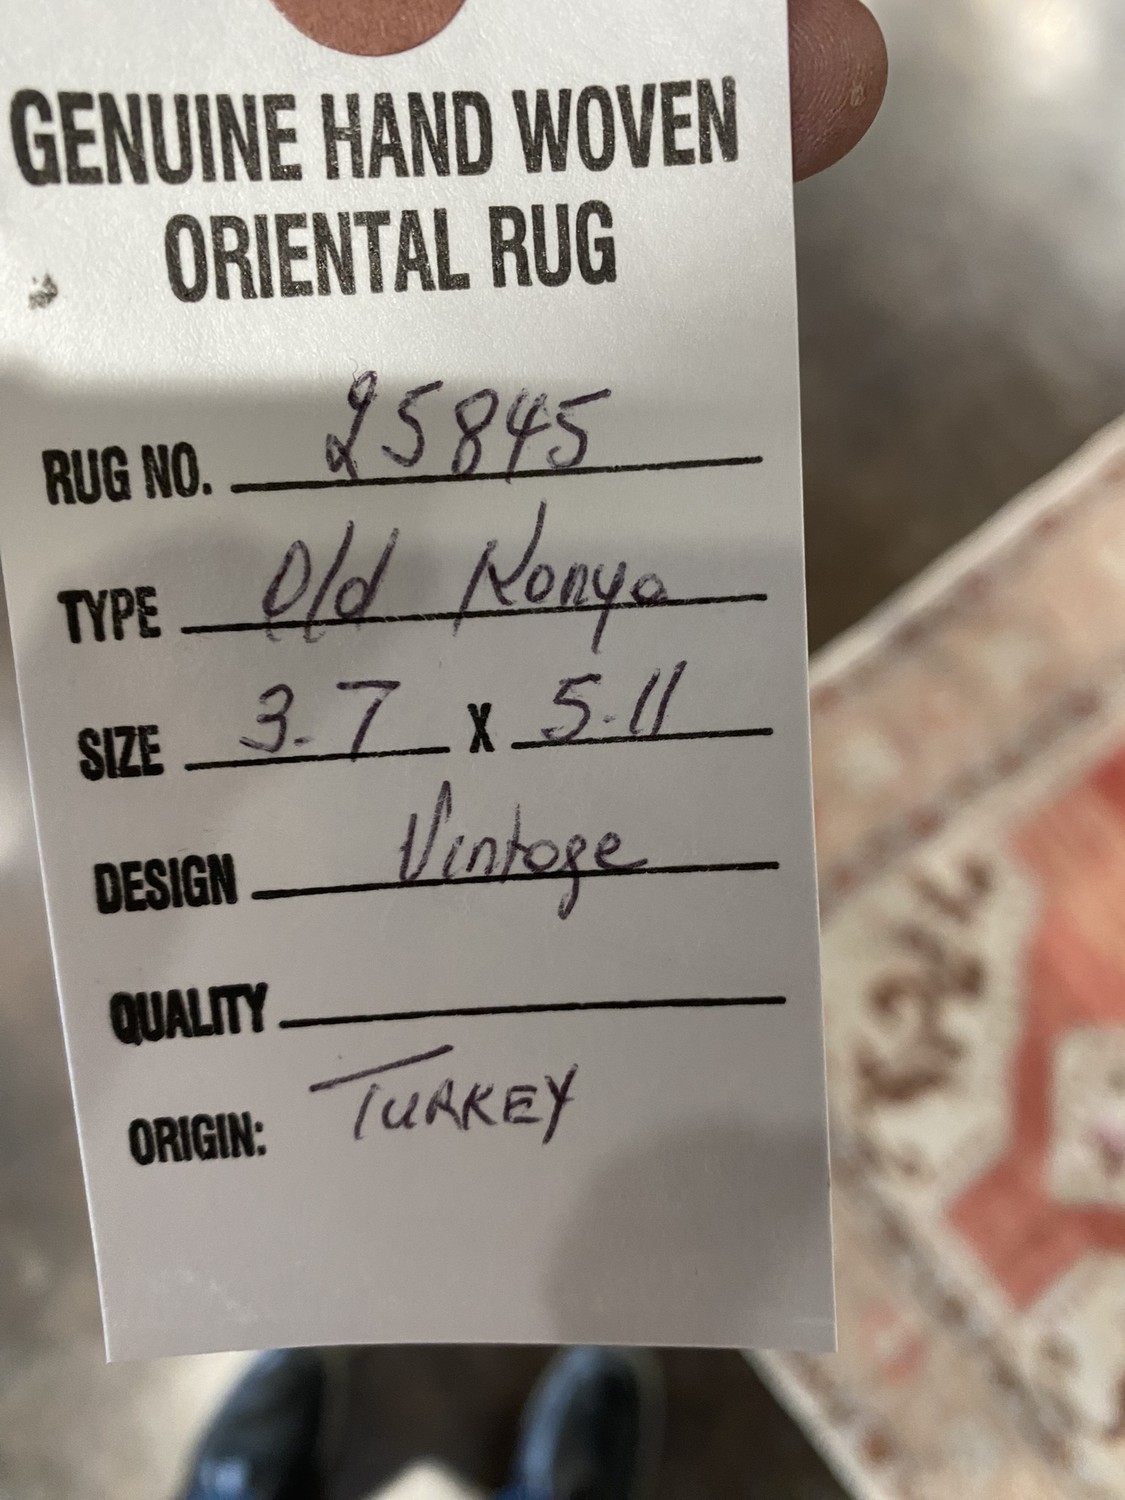 GENUINE HAND WOVEN
ORIENTAL RUG
RUG NO. 25845
TYPE Old Konya
SIZE 3.7 X 5.11
DESIGN Vintage
QUALITY
ORIGIN: TURKEY